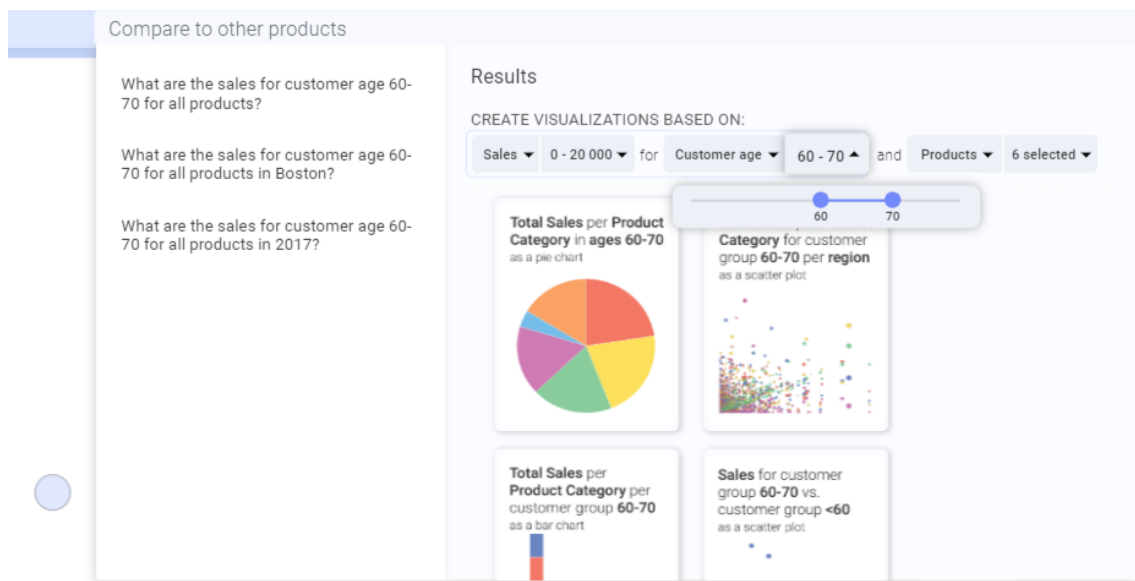 Compare to other products
What are the sales for customer age 60-
70 for all products?
What are the sales for customer age 60-
70 for all products in Boston?
What are the sales for customer age 60-
70 for all products in 2017?
Results
CREATE VISUALIZATIONS BASED ON:
Sales 0 - 20 000 for Customer age 60 - 70 and Products 6 selected
60 70
Total Sales per Product
Category in ages 60-70
as a pie chart
Category for customer
group 60-70 per region
as a scatter plot
Total Sales per
Product Category per
customer group 60-70
as a bar chart
Sales for customer
group 60-70 vs.
customer group <60
as a scatter plot